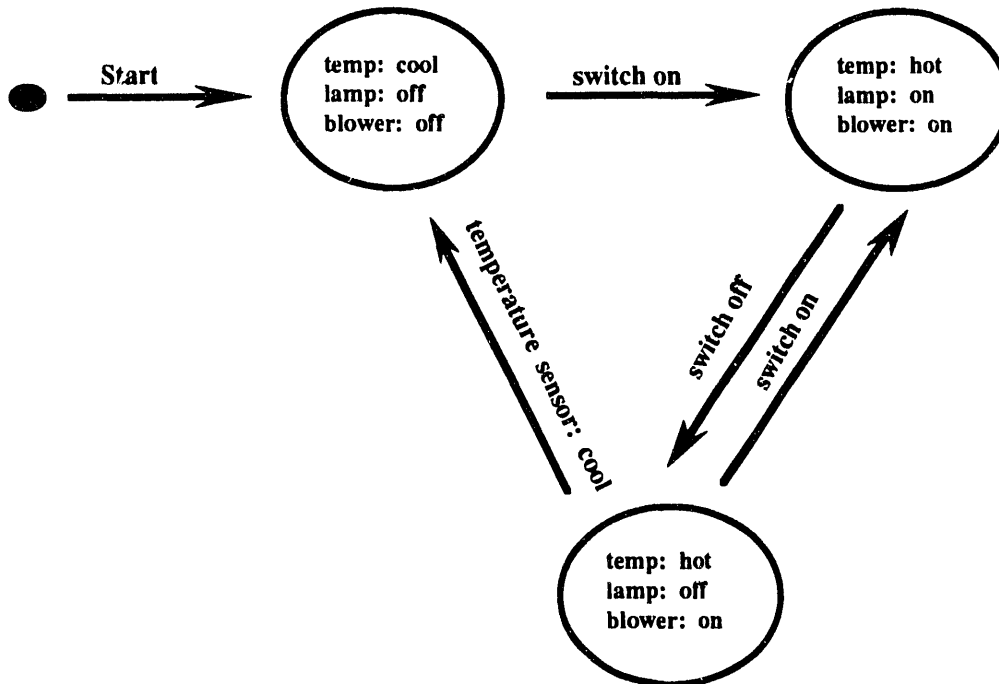 Start
temp: cool
lamp: off
blower: off
switch on
temp: hot
lamp: on
blower: on
temperature sensor: cool
switch off
switch on
temp: hot
lamp: off
blower: on